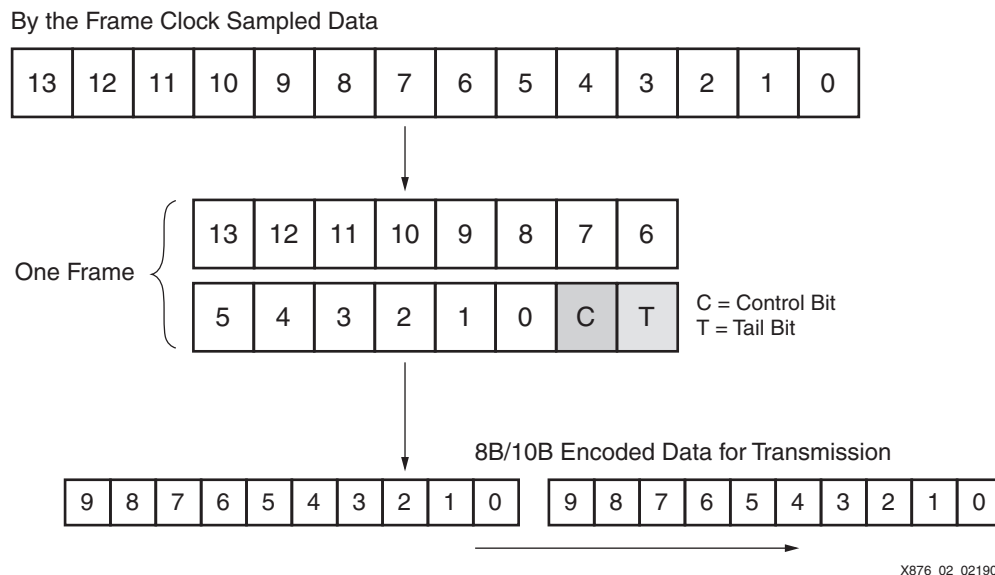 By the Frame Clock Sampled Data
13 12 11 10 9 8 7 6 5 4 3 2 1 0
13 12 11 10 9 8 7 6
One Frame
5 4 3 2 1 0 C T
C = Control Bit
T = Tail Bit
8B/10B Encoded Data for Transmission
9 8 7 6 5 4 3 2 1 0 9 8 7 6 5 4 3 2 1 0
X876_02_02190